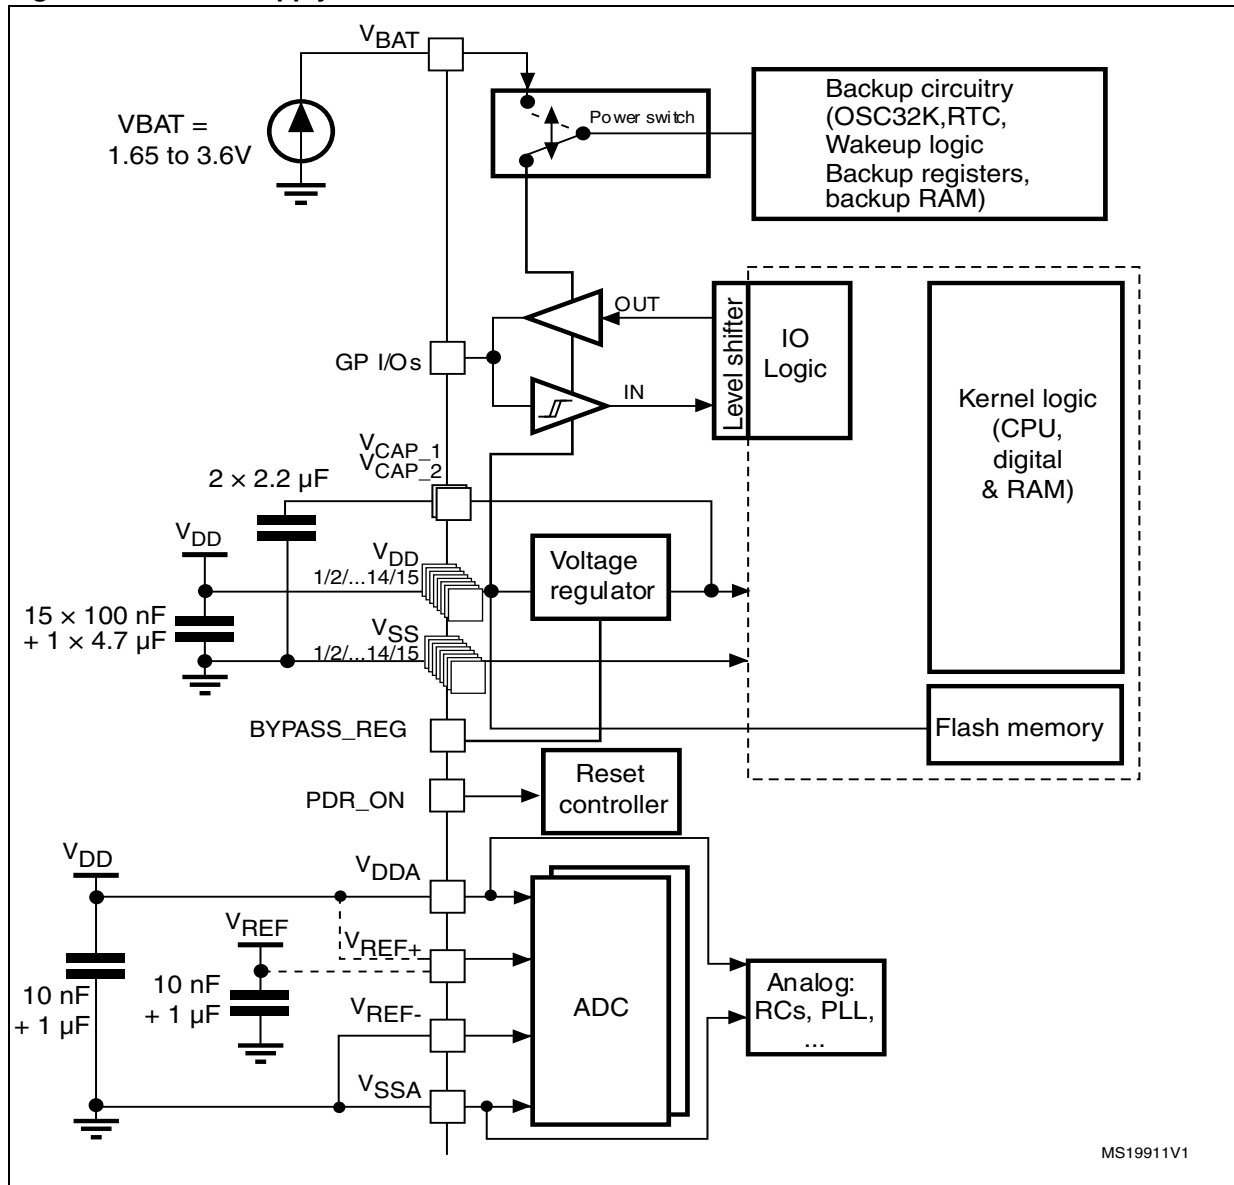 VBAT
VBAT =
1.65 to 3.6V
Power switch
Backup circuitry
(OSC32K,RTC,
Wakeup logic
Backup registers,
backup RAM)
OUT
GP I/Os
IN
Level shifter
IO
Logic
Kernel logic
(CPU,
digital
& RAM)
VCAP_1
VCAP_2
2 × 2.2 µF
VDD
VDD
1/2/...14/15
Voltage
regulator
15 × 100 nF
+ 1 × 4.7 µF
VSS
1/2/...14/15
BYPASS_REG
Flash memory
PDR_ON
Reset
controller
VDD
VDDA
VREF
VREF+
10 nF
+ 1 µF
10 nF
+ 1 µF
VREF-
ADC
Analog:
RCs, PLL,
...
VSSA
MS19911V1